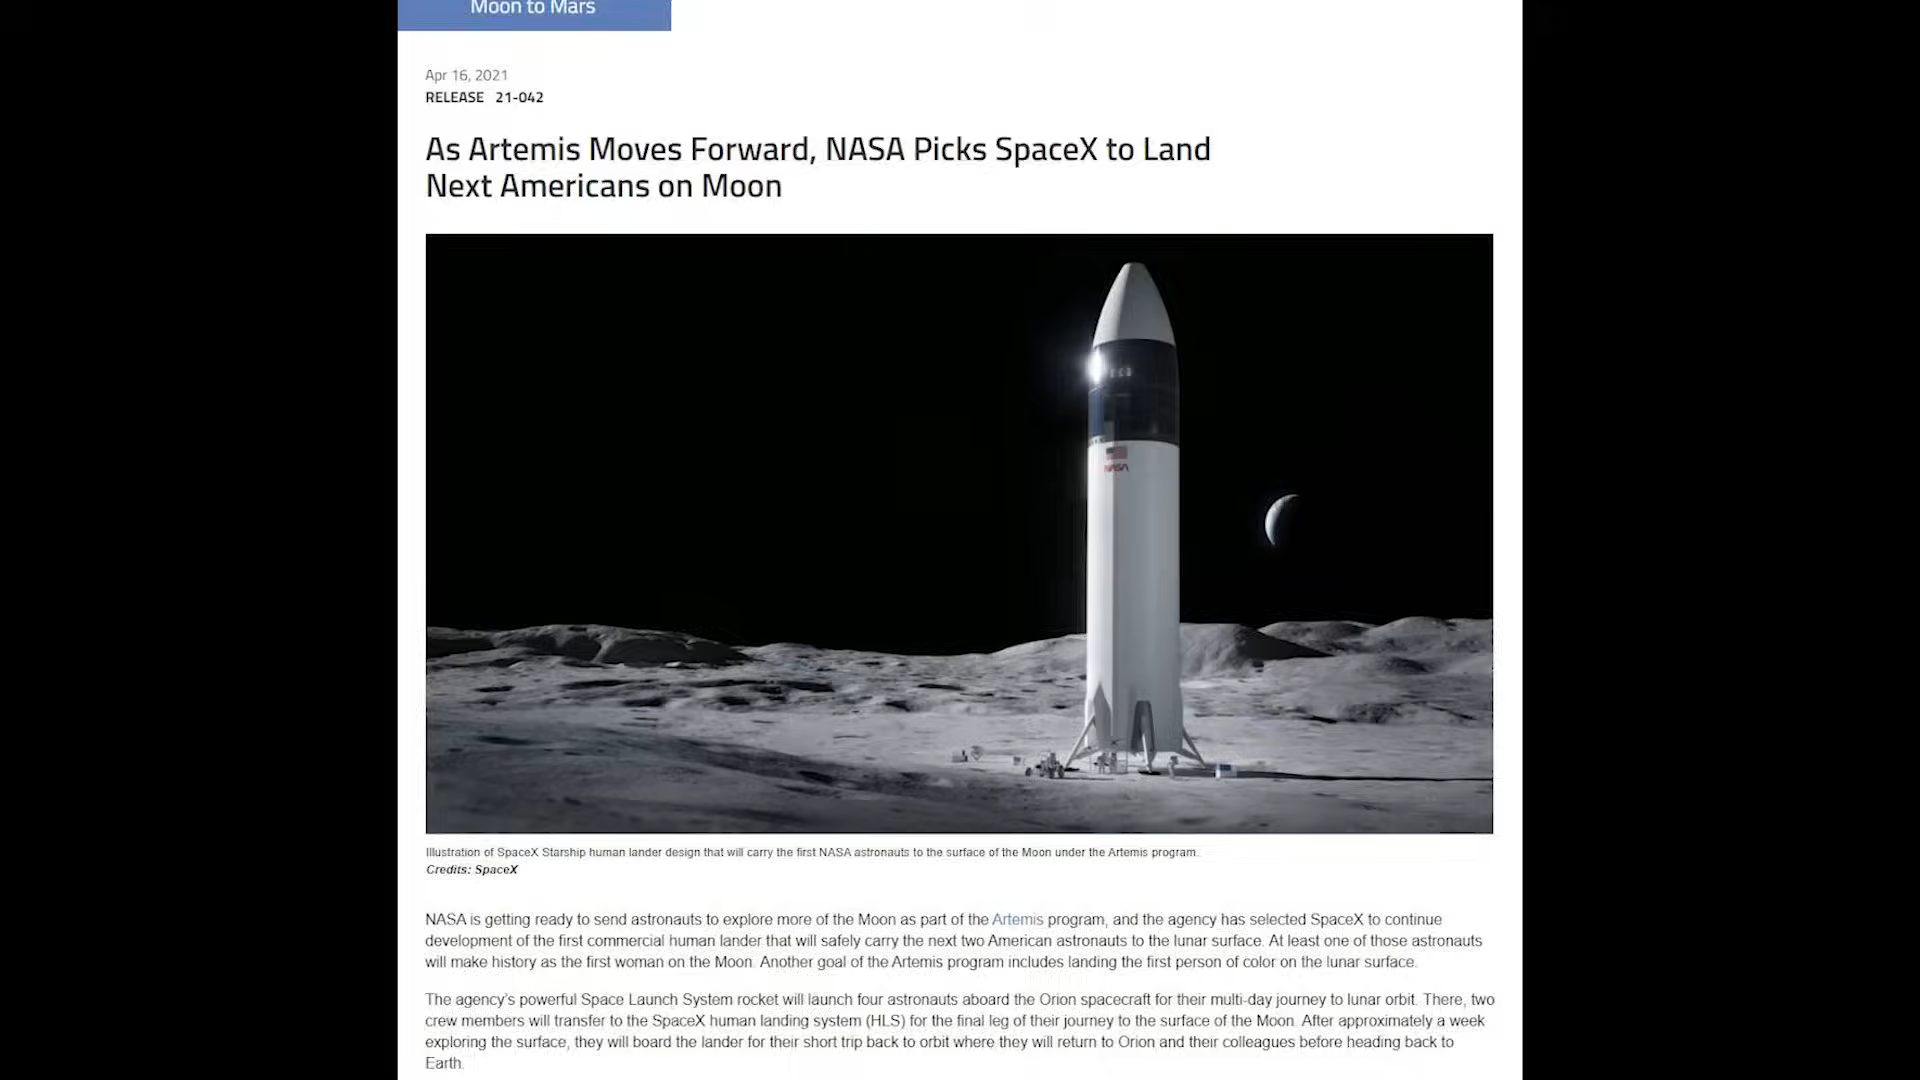 Moon to Mars
Apr 16, 2021
RELEASE 21-042
As Artemis Moves Forward, NASA Picks SpaceX to Land
Next Americans on Moon
NASA
Illustration of SpaceX Starship human lander design that will carry the first NASA astronauts to the surface of the Moon under the Artemis program.
Credits: SpaceX
NASA is getting ready to send astronauts to explore more of the Moon as part of the Artemis program, and the agency has selected SpaceX to continue
development of the first commercial human lander that will safely carry the next two American astronauts to the lunar surface. At least one of those astronauts
will make history as the first woman on the Moon. Another goal of the Artemis program includes landing the first person of color on the lunar surface.
The agency's powerful Space Launch System rocket will launch four astronauts aboard the Orion spacecraft for their multi-day journey to lunar orbit. There, two
crew members will transfer to the SpaceX human landing system (HLS) for the final leg of their journey to the surface of the Moon. After approximately a week
exploring the surface, they will board the lander for their short trip back to orbit where they will return to Orion and their colleagues before heading back to
Earth.